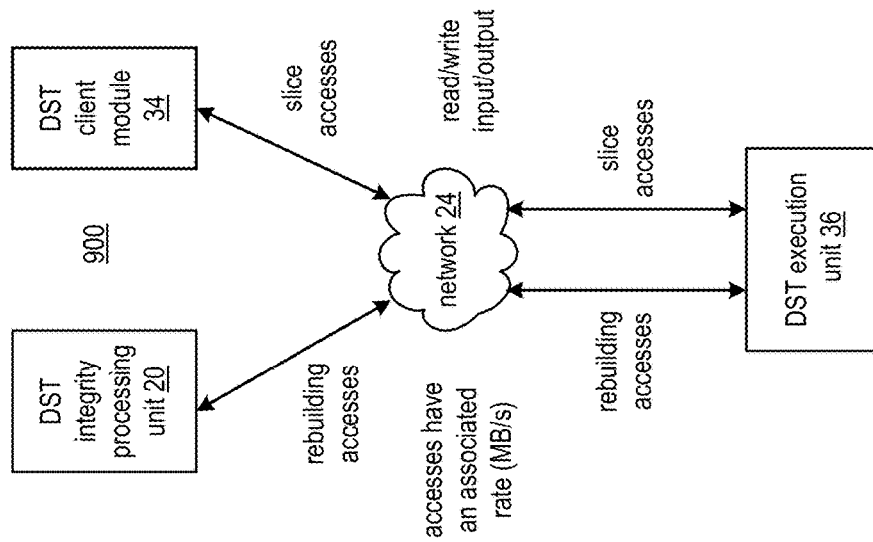 DST
integrity
processing
unit 20
900
DST
client
module
34
rebuilding
accesses
slice
accesses
accesses have
an associated
rate (MB/s)
network 24
read/write
input/output
rebuilding
accesses
slice
accesses
DST execution
unit 36